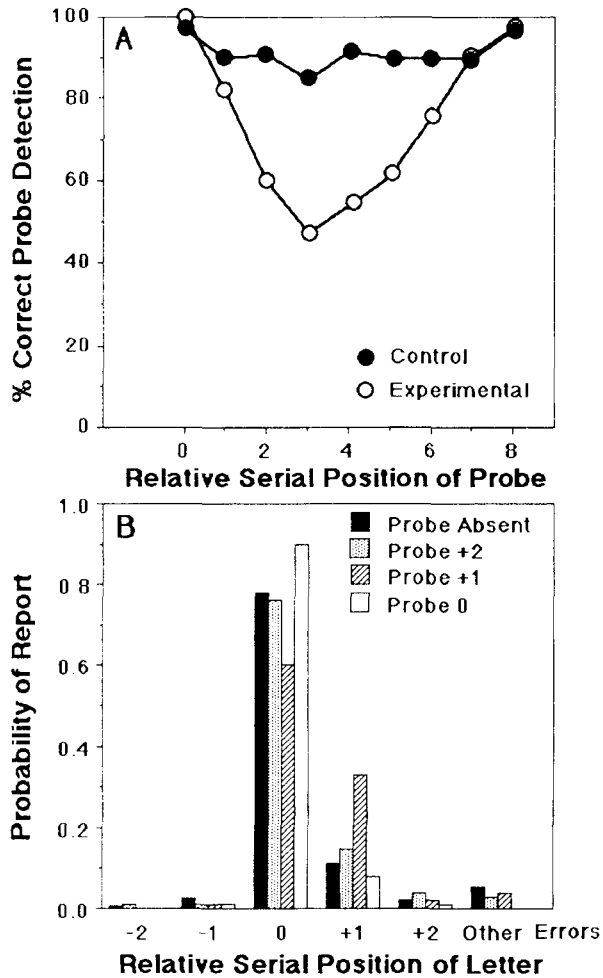 A
% Correct Probe Detection
100
80
60
40
20
0
Control
Experimental
0 2 4 6 8
Relative Serial Position of Probe
B
Probability of Report
1.0
0.8
0.6
0.4
0.2
0.0
Probe Absent
Probe +2
Probe +1
Probe 0
-2 -1 0 +1 +2 Other Errors
Relative Serial Position of Letter